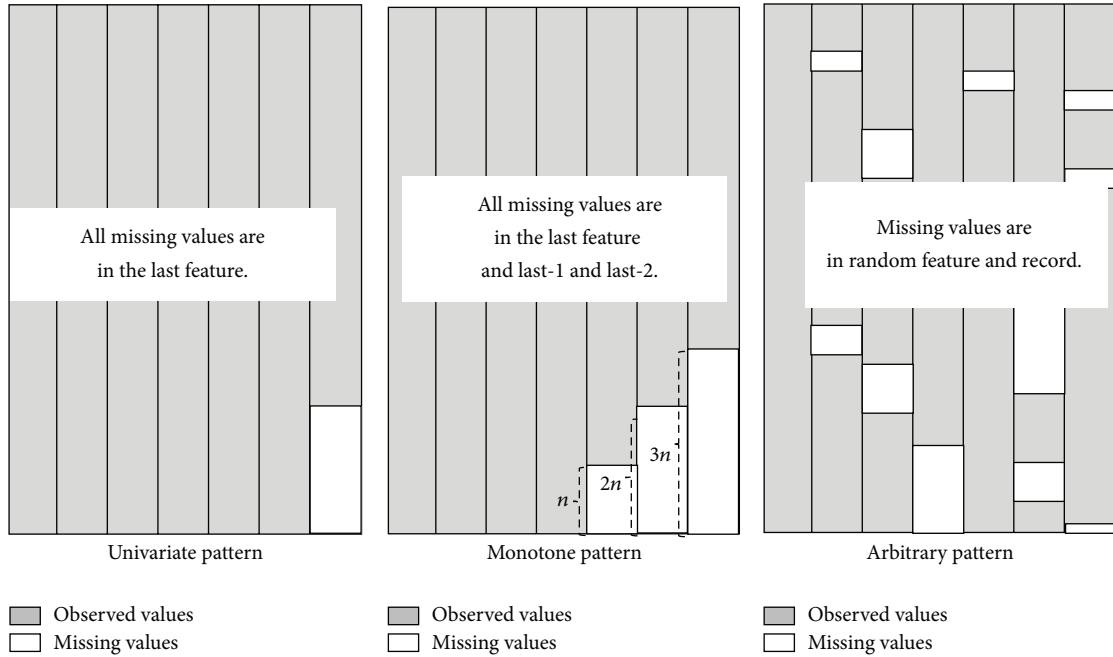 All missing values are
in the last feature.
All missing values are
in the last feature
and last-1 and last-2.
Missing values are
in random feature and record.
n
2n
3n
Univariate pattern
Monotone pattern
Arbitrary pattern
Observed values
Missing values
Observed values
Missing values
Observed values
Missing values